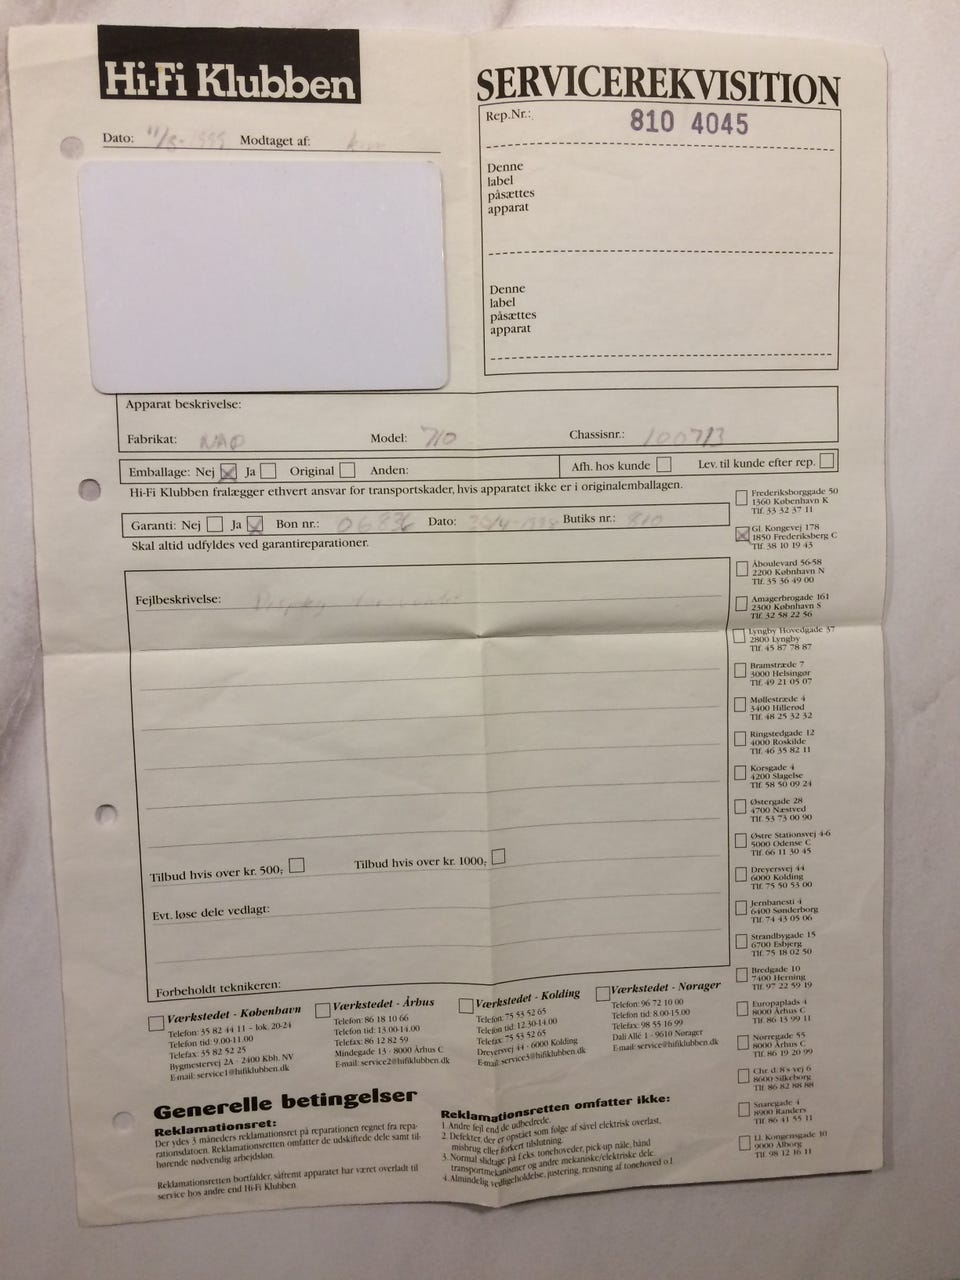 Hi-Fi Klubben
SERVICEREKVISITION
Dato: 11/8-1999 Modtaget af:
Rep.Nr.: 810 4045
Denne
label
påsættes
apparat
Denne
label
påsættes
apparat
Apparat beskrivelse:
Fabrikat: NAD Model: 710 Chassisnr.: 100713
Emballage: Nej Ja Original Anden: Afh. hos kunde Lev. til kunde efter rep.
Hi-Fi Klubben fralægger ethvert ansvar for transportskader, hvis apparatet ikke er i originalemballagen.
Garanti: Nej Ja Bon nr.: 06836 Dato: Butiks nr.: 810
Skal altid udfyldes ved garantireparationer.
Fejlbeskrivelse:
Tilbud hvis over kr. 500,- Tilbud hvis over kr. 1000,-
Evt. løse dele vedlagt:
Forbeholdt teknikeren:
Frederiksborggade 50
1360 København K
Tlf. 33 32 37 11
Gl. Kongevej 178
1850 Frederiksberg C
Tlf. 38 10 19 43
Åboulevard 56-58
2200 København N
Tlf. 35 36 49 00
Amagerbrogade 161
2300 København S
Tlf. 32 58 22 56
Lyngby Hovedgade 37
2800 Lyngby
Tlf. 45 87 78 87
Bramstræde 7
3000 Helsingør
Tlf. 49 21 05 07
Møllestræde 4
3400 Hillerød
Tlf. 48 25 32 32
Ringstedgade 12
4000 Roskilde
Tlf. 46 35 82 11
Korsgade 4
4200 Slagelse
Tlf. 58 50 09 24
Østergade 28
4700 Næstved
Tlf. 53 73 00 90
Østre Stationsvej 4-6
5000 Odense C
Tlf. 66 11 30 45
Dreyersvej 44
6000 Kolding
Tlf. 75 50 53 00
Jernbanesti 4
6400 Sønderborg
Tlf. 74 43 05 06
Strandbygade 15
6700 Esbjerg
Tlf. 75 18 02 50
Bredgade 10
7400 Herning
Tlf. 97 22 59 19
Europaplads 4
8000 Århus C
Tlf. 86 13 99 11
Nørregade 55
8000 Århus C
Tlf. 86 19 20 99
Chr. d. 8's vej 6
8600 Silkeborg
Tlf. 86 82 88 88
Snaregade 4
8900 Randers
Tlf. 86 41 55 11
Ll. Kongensgade 10
9000 Ålborg
Tlf. 98 12 16 11
Værkstedet - København
Telefon: 35 82 44 11 - lok. 20-24
Telefon tid: 9.00-11.00
Telefax: 35 82 52 25
Bygmestervej 2A - 2400 Kbh. NV
E-mail: service1@hifiklubben.dk
Værkstedet - Århus
Telefon: 86 18 10 66
Telefon tid: 13.00-14.00
Telefax: 86 12 82 59
Mindegade 13 - 8000 Århus C
E-mail: service2@hifiklubben.dk
Værkstedet - Kolding
Telefon: 75 53 52 65
Telefon tid: 12.30-14.00
Telefax: 75 53 52 65
Dreyersvej 44 - 6000 Kolding
E-mail: service3@hifiklubben.dk
Værkstedet - Nørager
Telefon: 96 72 10 00
Telefon tid: 8.00-15.00
Telefax: 98 55 16 99
Dali Allé 1 - 9610 Nørager
E-mail: service@hifiklubben.dk
Generelle betingelser
Reklamationsret:
Der ydes 3 måneders reklamationsret på reparationen regnet fra repa-
rationsdatoen. Reklamationsretten omfatter de udskiftede dele samt til-
hørende nødvendig arbejdsløn.
Reklamationsretten bortfalder, såfremt apparatet har været overladt til
service hos andre end Hi-Fi Klubben.
Reklamationsretten omfatter ikke:
1. Andre fejl end de udbedrede.
2. Defekter, der er opstået som følge af såvel elektrisk overlast,
misbrug eller forkert tilslutning.
3. Normal slidtage på f.eks. tonehoveder, pick-up nåle, bånd
transportmekanismer og andre mekaniske/elektriske dele.
4. Almindelig vedligeholdelse, justering, rensning af tonehoved o.l.